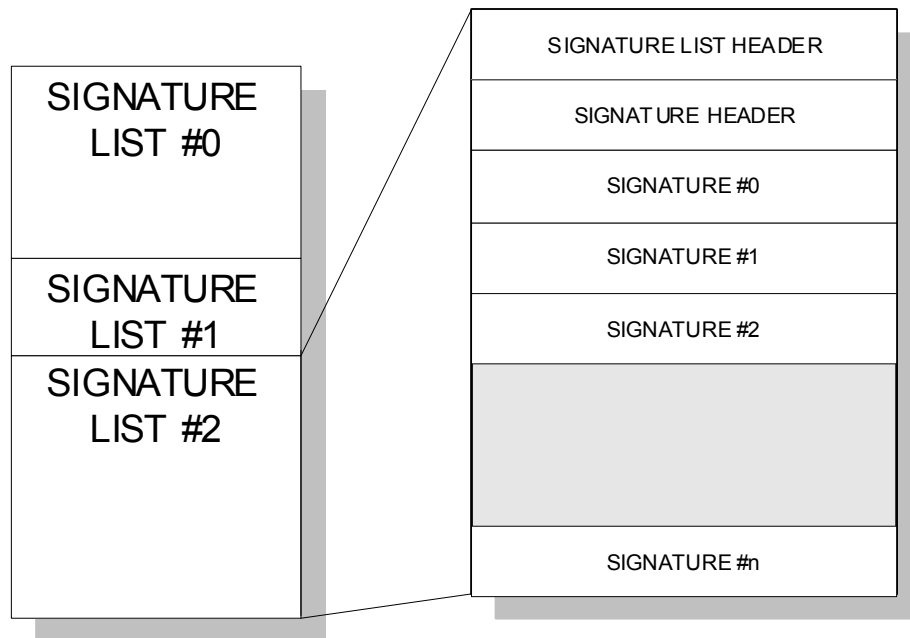 SIGNATURE
LIST #0
SIGNATURE
LIST #1
SIGNATURE
LIST #2
SIGNATURE LIST HEADER
SIGNATURE HEADER
SIGNATURE #0
SIGNATURE #1
SIGNATURE #2
SIGNATURE #n